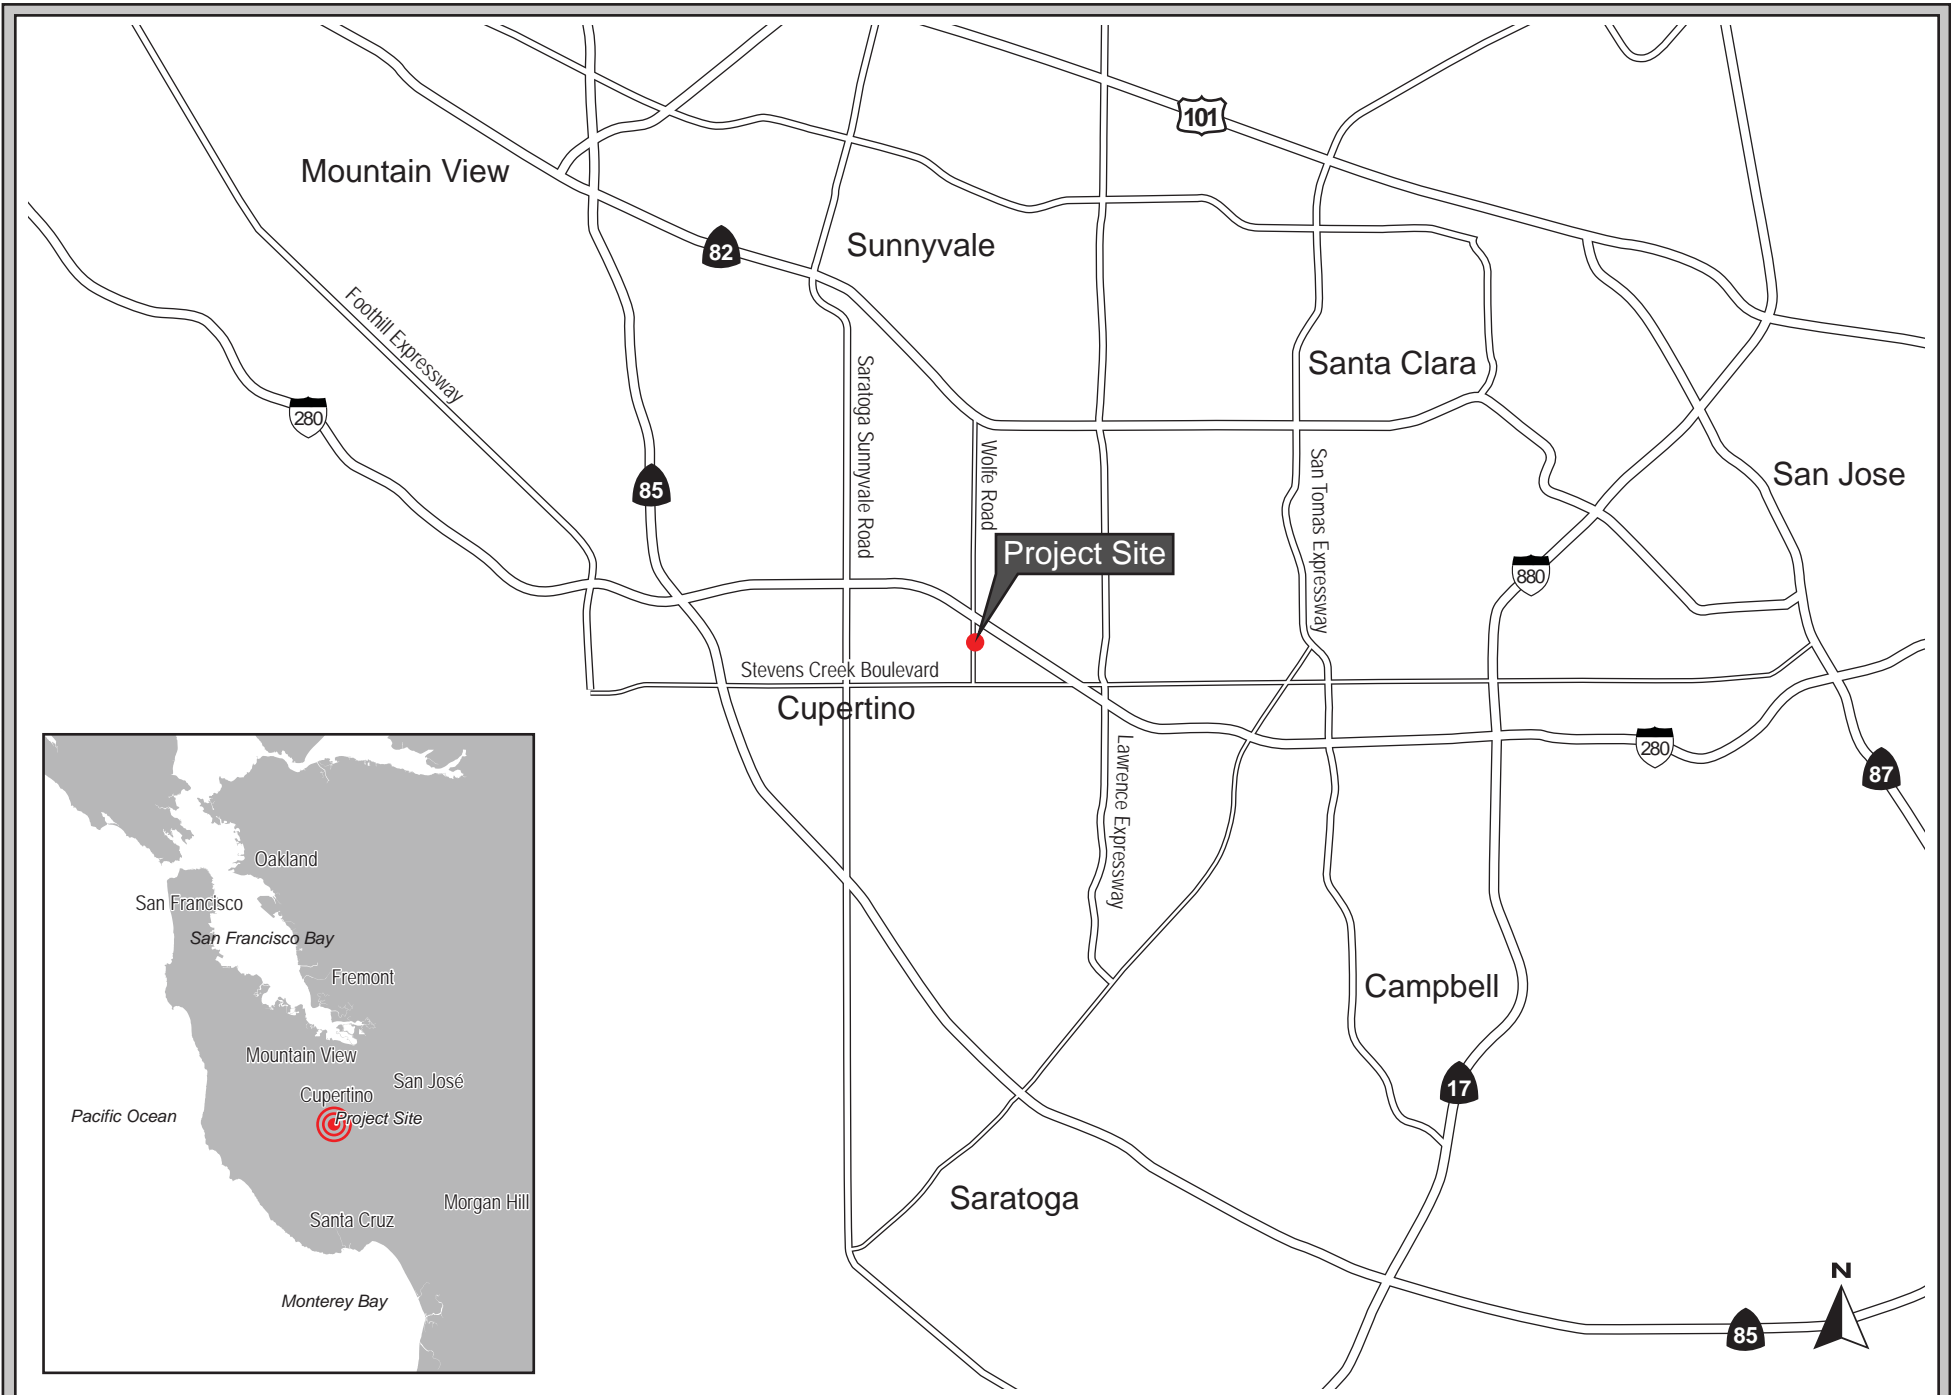 101
Mountain View
82
Sunnyvale
Foothill Expressway
280
Saratoga Sunnyvale Road
Santa Clara
85
Wolfe Road
San Tomas Expressway
San Jose
Project Site
880
Stevens Creek Boulevard
Cupertino
280
87
Lawrence Expressway
Campbell
17
Saratoga
85
N
Oakland
San Francisco
San Francisco Bay
Fremont
Mountain View
San José
Cupertino
Project Site
Pacific Ocean
Morgan Hill
Santa Cruz
Monterey Bay